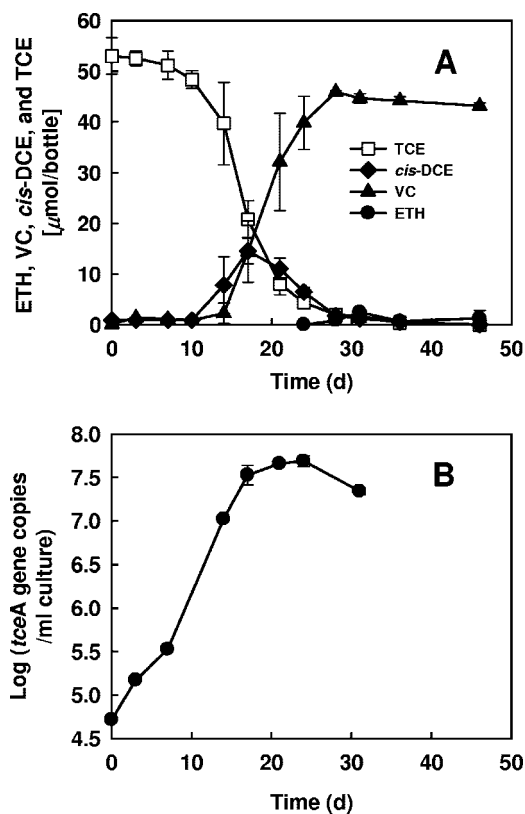 A
ETH, VC, cis-DCE, and TCE
[μmol/bottle]
60
50
40
30
20
10
0
TCE
cis-DCE
VC
ETH
0 10 20 30 40 50
Time (d)
B
Log (tceA gene copies
/ml culture)
8.0
7.5
7.0
6.5
6.0
5.5
5.0
4.5
0 10 20 30 40 50
Time (d)